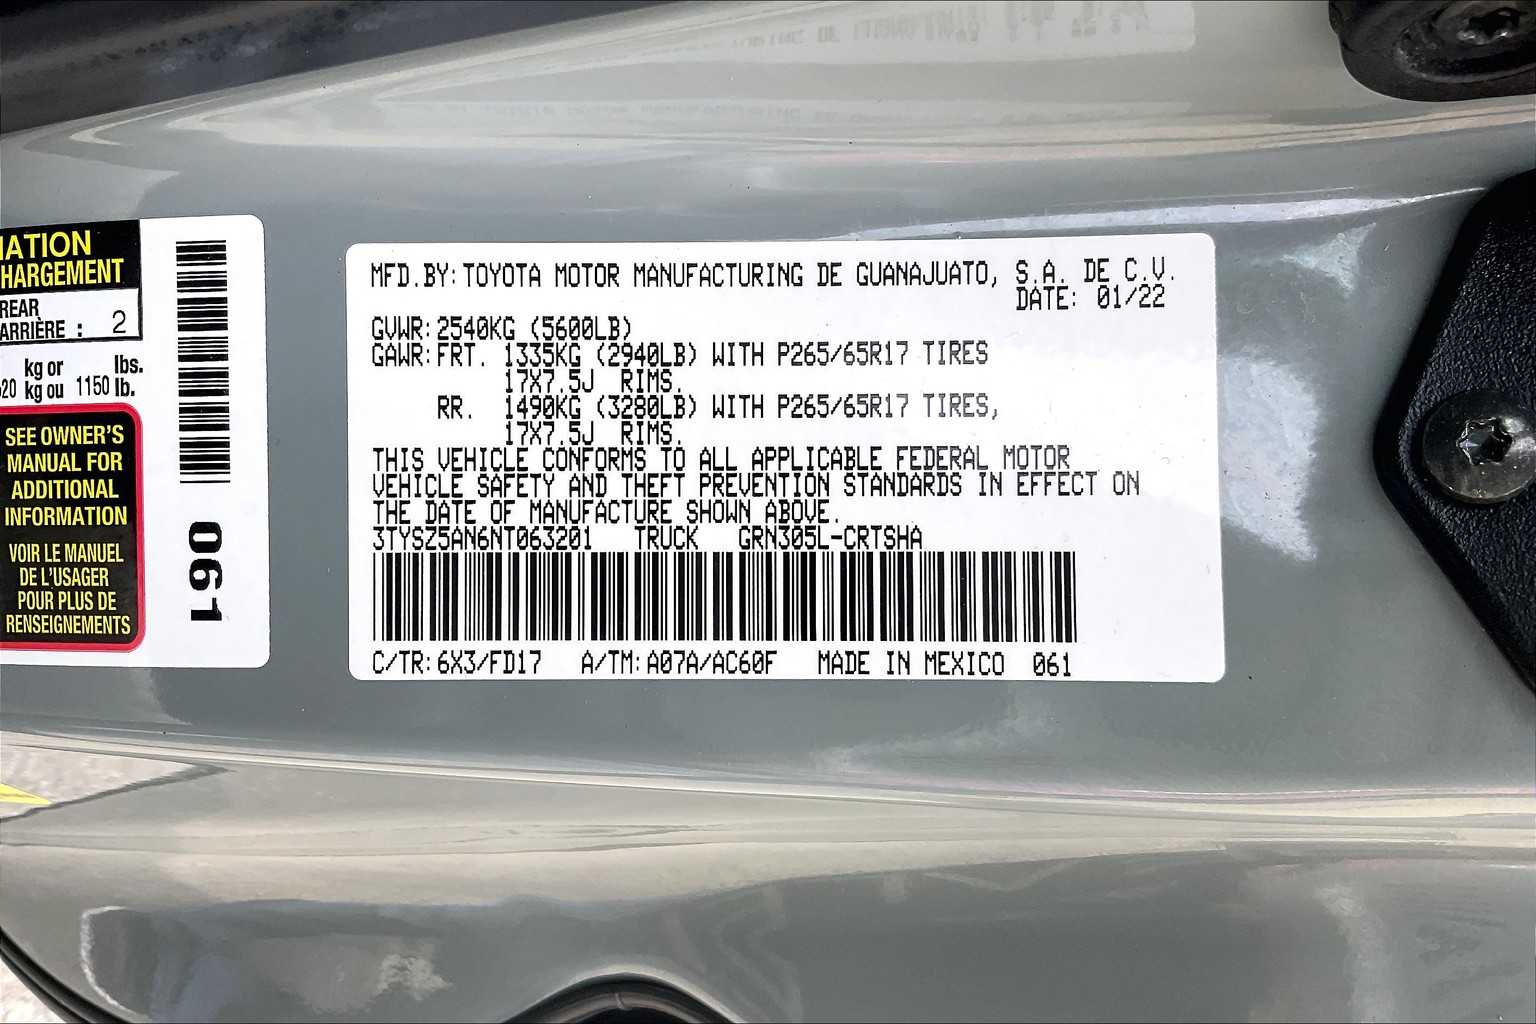 IATION
HARGEMENT
REAR
ARRIÈRE : 2
kg or lbs.
20 kg ou 1150 lb.
SEE OWNER'S
MANUAL FOR
ADDITIONAL
INFORMATION
VOIR LE MANUEL
DE L'USAGER
POUR PLUS DE
RENSEIGNEMENTS
061
MFD.BY:TOYOTA MOTOR MANUFACTURING DE GUANAJUATO, S.A. DE C.V.
DATE: 01/22
GVWR:2540KG (5600LB)
GAWR:FRT. 1335KG (2940LB) WITH P265/65R17 TIRES
17X7.5J RIMS.
RR. 1490KG (3280LB) WITH P265/65R17 TIRES,
17X7.5J RIMS.
THIS VEHICLE CONFORMS TO ALL APPLICABLE FEDERAL MOTOR
VEHICLE SAFETY AND THEFT PREVENTION STANDARDS IN EFFECT ON
THE DATE OF MANUFACTURE SHOWN ABOVE.
3TYSZ5AN6NT063201 TRUCK GRN305L-CRTSHA
C/TR:6X3/FD17 A/TM:A07A/AC60F MADE IN MEXICO 061